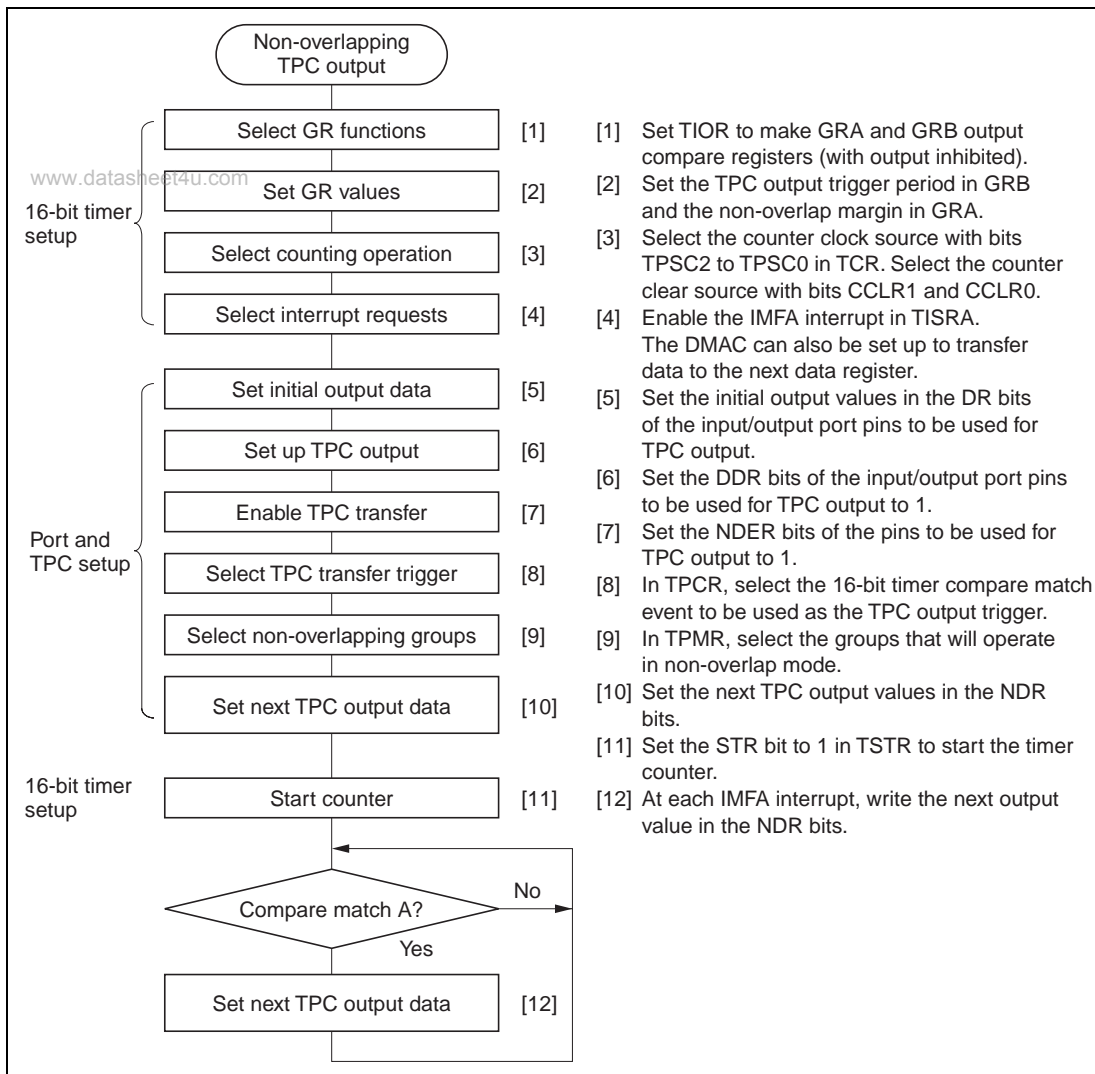 Non-overlapping
TPC output
Select GR functions [1]
www.datasheet4u.com
Set GR values [2]
16-bit timer
setup
Select counting operation [3]
Select interrupt requests [4]
Set initial output data [5]
Set up TPC output [6]
Enable TPC transfer [7]
Port and
TPC setup
Select TPC transfer trigger [8]
Select non-overlapping groups [9]
Set next TPC output data [10]
16-bit timer
setup
Start counter [11]
Compare match A?
No
Yes
Set next TPC output data [12]
[1] Set TIOR to make GRA and GRB output
compare registers (with output inhibited).
[2] Set the TPC output trigger period in GRB
and the non-overlap margin in GRA.
[3] Select the counter clock source with bits
TPSC2 to TPSC0 in TCR. Select the counter
clear source with bits CCLR1 and CCLR0.
[4] Enable the IMFA interrupt in TISRA.
The DMAC can also be set up to transfer
data to the next data register.
[5] Set the initial output values in the DR bits
of the input/output port pins to be used for
TPC output.
[6] Set the DDR bits of the input/output port pins
to be used for TPC output to 1.
[7] Set the NDER bits of the pins to be used for
TPC output to 1.
[8] In TPCR, select the 16-bit timer compare match
event to be used as the TPC output trigger.
[9] In TPMR, select the groups that will operate
in non-overlap mode.
[10] Set the next TPC output values in the NDR
bits.
[11] Set the STR bit to 1 in TSTR to start the timer
counter.
[12] At each IMFA interrupt, write the next output
value in the NDR bits.